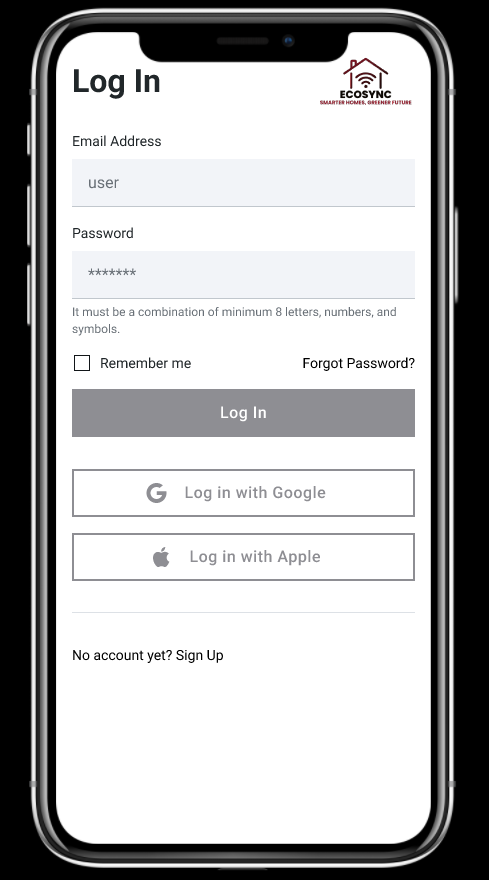 Log In
ECOSYNC
SMARTER HOMES, GREENER FUTURE
Email Address
user
Password
*******
It must be a combination of minimum 8 letters, numbers, and
symbols.
Remember me
Forgot Password?
Log In
Log in with Google
Log in with Apple
No account yet? Sign Up